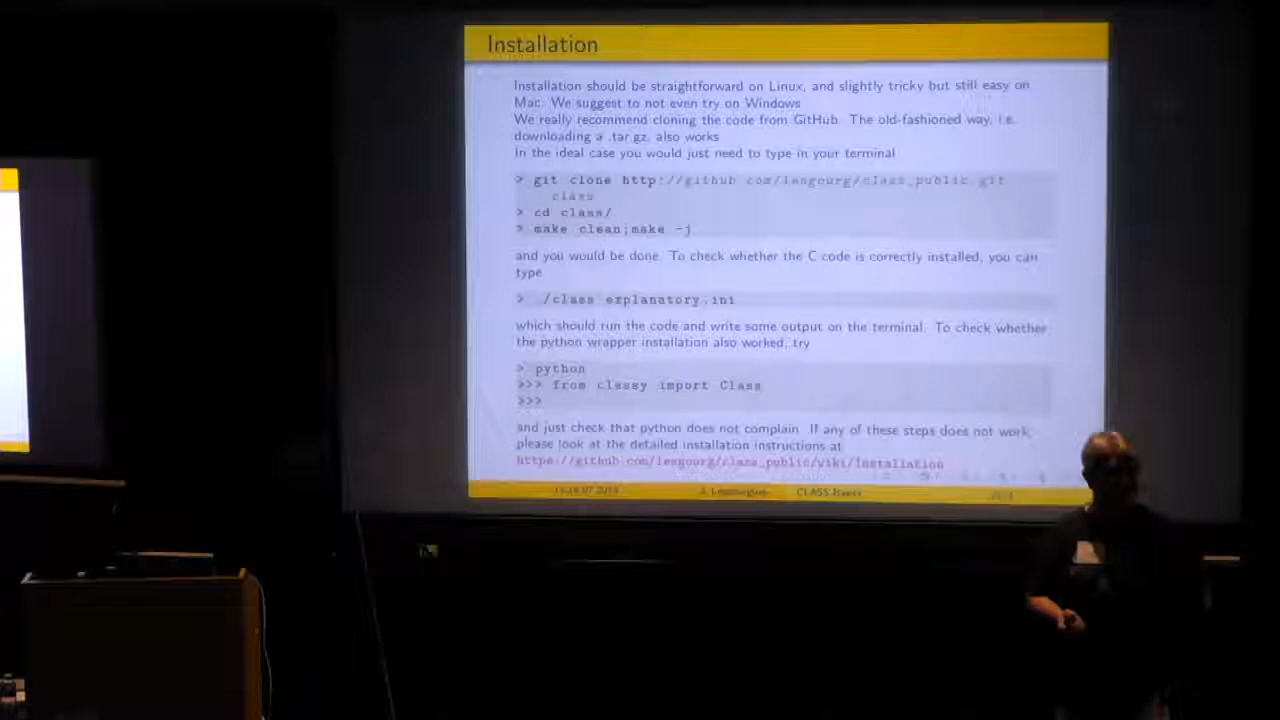 Installation
Installation should be straightforward on Linux, and slightly tricky but still easy on
Mac. We suggest to not even try on Windows
We really recommend cloning the code from GitHub. The old-fashioned way, i.e.
downloading a .tar.gz, also works
In the ideal case you would just need to type in your terminal
> git clone http://github.com/lesgourg/class_public.git
class
> cd class/
> make clean;make -j
and you would be done. To check whether the C code is correctly installed, you can
type
> ./class explanatory.ini
which should run the code and write some output on the terminal. To check whether
the python wrapper installation also worked, try
> python
>>> from classy import Class
>>>
and just check that python does not complain. If any of these steps does not work,
please look at the detailed installation instructions at
https://github.com/lesgourg/class_public/wiki/Installation
J. Lesgourgues
CLASS Basics